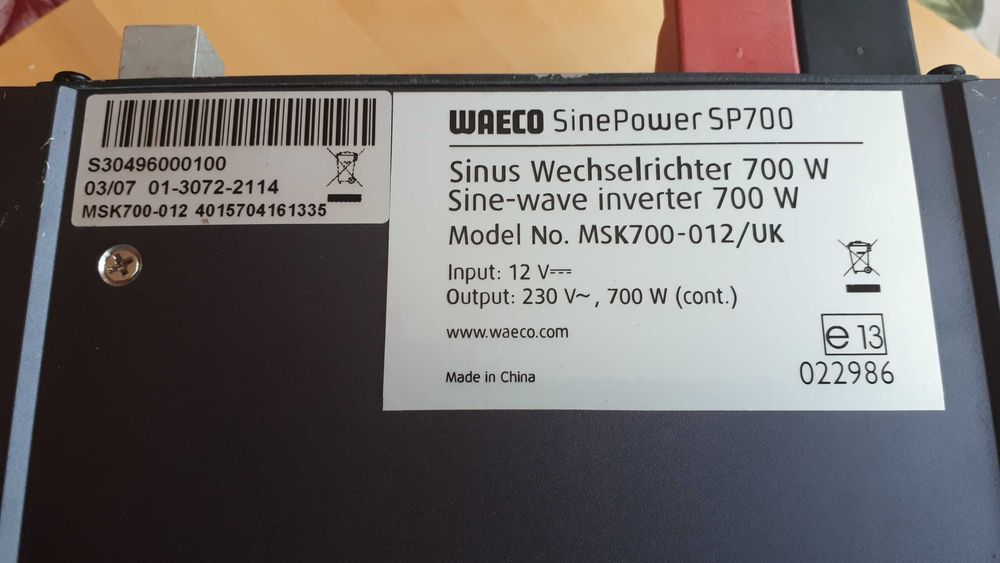 S30496000100
03/07 01-3072-2114
MSK700-012 4015704161335
WAECO SinePower SP700
Sinus Wechselrichter 700 W
Sine-wave inverter 700 W
Model No. MSK700-012/UK
Input: 12 V⎓
Output: 230 V~, 700 W (cont.)
www.waeco.com
e 13
Made in China
022986